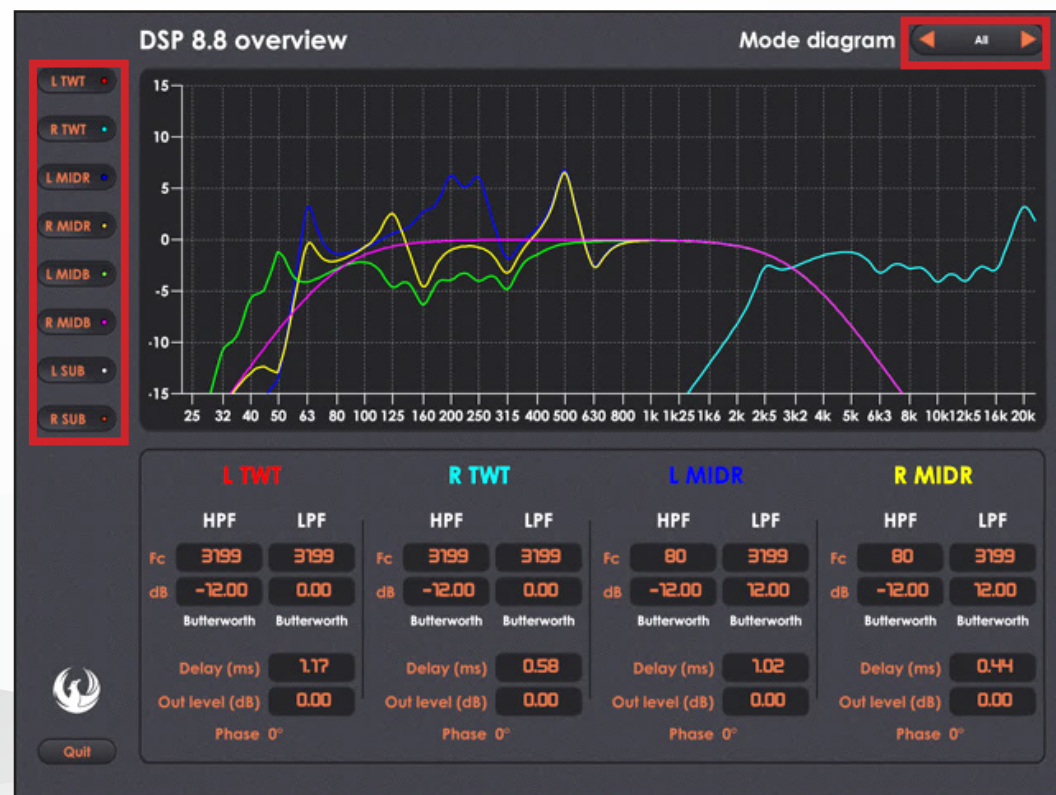 DSP 8.8 overview
Mode diagram All
L TWT
R TWT
L MIDR
R MIDR
L MIDB
R MIDB
L SUB
R SUB
15
10
5
0
-5
-10
-15
25 32 40 50 63 80 100 125 160 200 250 315 400 500 630 800 1k 1k25 1k6 2k 2k5 3k2 4k 5k 6k3 8k 10k 12k5 16k 20k
L TWT R TWT L MIDR R MIDR
HPF LPF HPF LPF HPF LPF HPF LPF
Fc 3199 3199 Fc 3199 3199 Fc 80 3199 Fc 80 3199
dB -12.00 0.00 dB -12.00 0.00 dB -12.00 12.00 dB -12.00 12.00
Butterworth Butterworth Butterworth Butterworth Butterworth Butterworth Butterworth Butterworth
Delay (ms) 1.17 Delay (ms) 0.58 Delay (ms) 1.02 Delay (ms) 0.44
Out level (dB) 0.00 Out level (dB) 0.00 Out level (dB) 0.00 Out level (dB) 0.00
Phase 0° Phase 0° Phase 0° Phase 0°
Quit